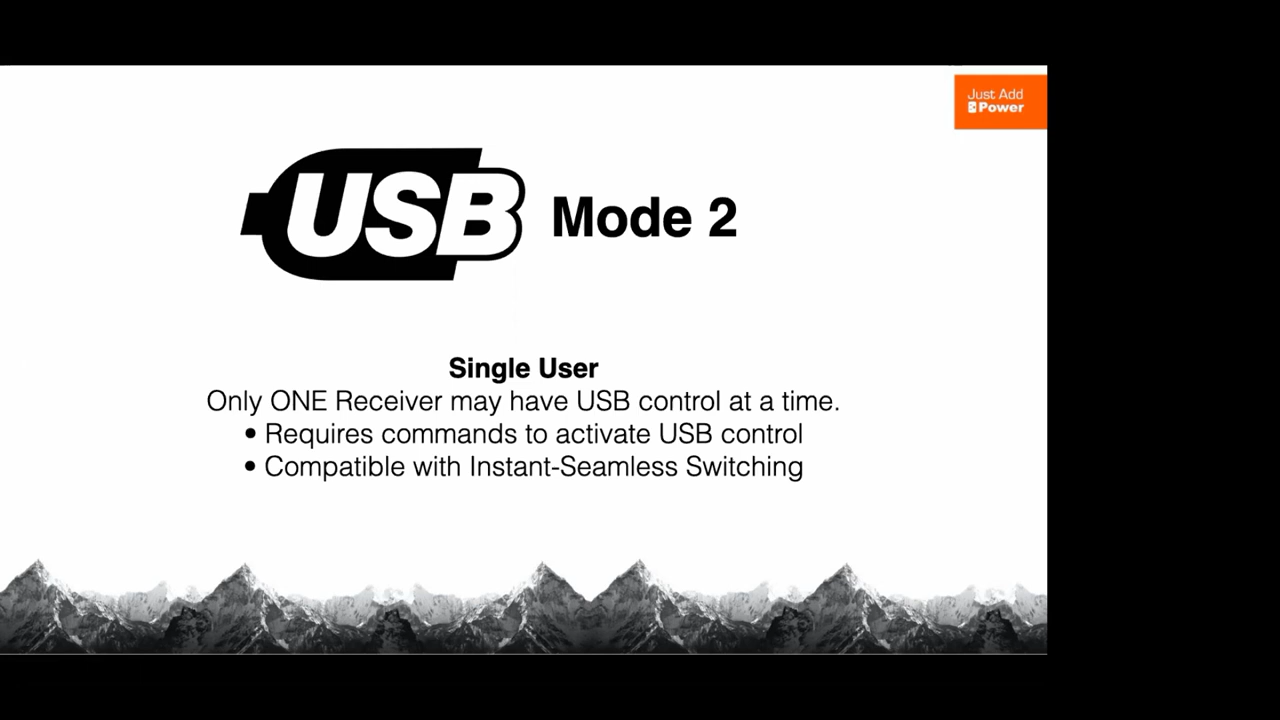 Just Add
Power
USB Mode 2
Single User
Only ONE Receiver may have USB control at a time.
• Requires commands to activate USB control
• Compatible with Instant-Seamless Switching